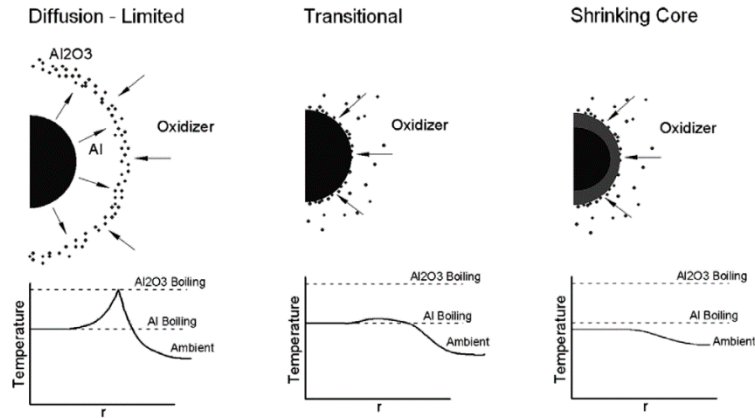 Diffusion - Limited
Al2O3
Al
Oxidizer
Temperature
Al2O3 Boiling
Al Boiling
Ambient
r
Transitional
Oxidizer
Temperature
Al2O3 Boiling
Al Boiling
Ambient
r
Shrinking Core
Oxidizer
Temperature
Al2O3 Boiling
Al Boiling
Ambient
r